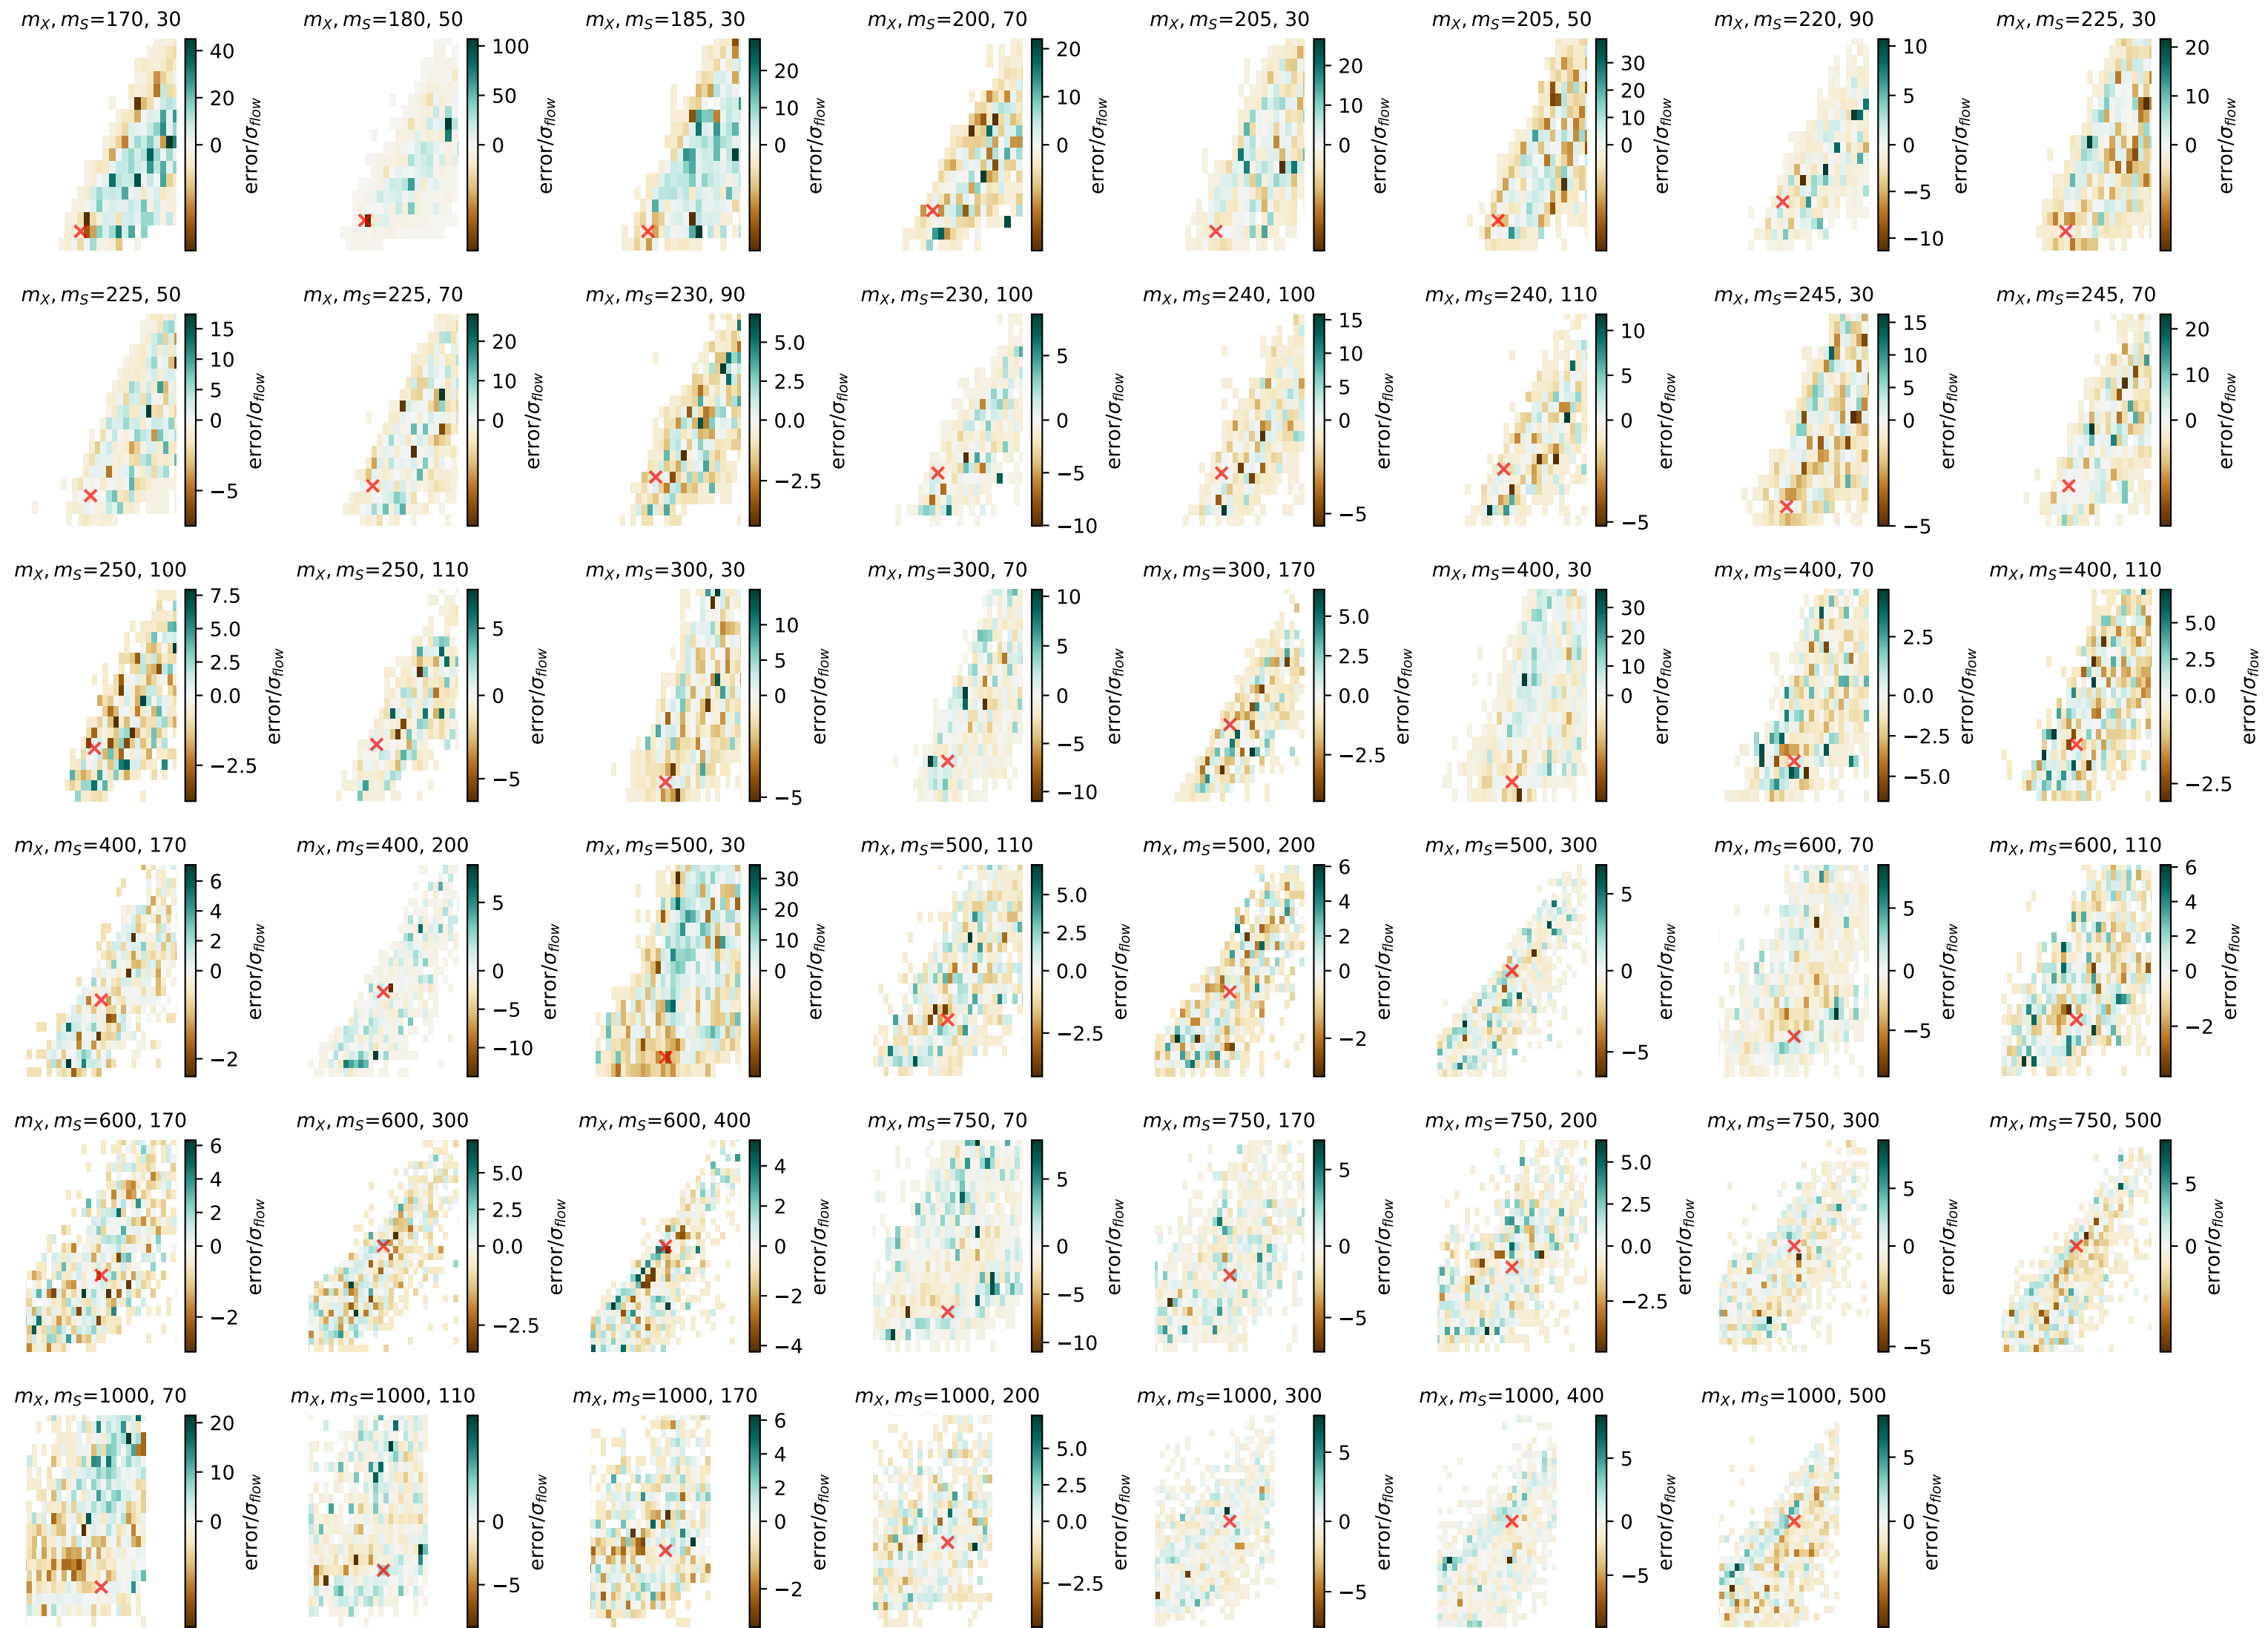 m_X, m_S=170, 30
40
20
0
error/σ_flow
m_X, m_S=180, 50
100
50
0
error/σ_flow
m_X, m_S=185, 30
20
10
0
error/σ_flow
m_X, m_S=200, 70
20
10
0
error/σ_flow
m_X, m_S=205, 30
20
10
0
error/σ_flow
m_X, m_S=205, 50
30
20
10
0
error/σ_flow
m_X, m_S=220, 90
10
5
0
−5
−10
error/σ_flow
m_X, m_S=225, 30
20
10
0
error/σ_flow
m_X, m_S=225, 50
15
10
5
0
−5
error/σ_flow
m_X, m_S=225, 70
20
10
0
error/σ_flow
m_X, m_S=230, 90
5.0
2.5
0.0
−2.5
error/σ_flow
m_X, m_S=230, 100
5
0
−5
−10
error/σ_flow
m_X, m_S=240, 100
15
10
5
0
−5
error/σ_flow
m_X, m_S=240, 110
10
5
0
−5
error/σ_flow
m_X, m_S=245, 30
15
10
5
0
−5
error/σ_flow
m_X, m_S=245, 70
20
10
0
error/σ_flow
m_X, m_S=250, 100
7.5
5.0
2.5
0.0
−2.5
error/σ_flow
m_X, m_S=250, 110
5
0
−5
error/σ_flow
m_X, m_S=300, 30
10
5
0
−5
error/σ_flow
m_X, m_S=300, 70
10
5
0
−5
−10
error/σ_flow
m_X, m_S=300, 170
5.0
2.5
0.0
−2.5
error/σ_flow
m_X, m_S=400, 30
30
20
10
0
error/σ_flow
m_X, m_S=400, 70
2.5
0.0
−2.5
−5.0
error/σ_flow
m_X, m_S=400, 110
5.0
2.5
0.0
−2.5
error/σ_flow
m_X, m_S=400, 170
6
4
2
0
−2
error/σ_flow
m_X, m_S=400, 200
5
0
−5
−10
error/σ_flow
m_X, m_S=500, 30
30
20
10
0
error/σ_flow
m_X, m_S=500, 110
5.0
2.5
0.0
−2.5
error/σ_flow
m_X, m_S=500, 200
6
4
2
0
−2
error/σ_flow
m_X, m_S=500, 300
5
0
−5
error/σ_flow
m_X, m_S=600, 70
5
0
−5
error/σ_flow
m_X, m_S=600, 110
6
4
2
0
−2
error/σ_flow
m_X, m_S=600, 170
6
4
2
0
−2
error/σ_flow
m_X, m_S=600, 300
5.0
2.5
0.0
−2.5
error/σ_flow
m_X, m_S=600, 400
4
2
0
−2
−4
error/σ_flow
m_X, m_S=750, 70
5
0
−5
−10
error/σ_flow
m_X, m_S=750, 170
5
0
−5
error/σ_flow
m_X, m_S=750, 200
5.0
2.5
0.0
−2.5
error/σ_flow
m_X, m_S=750, 300
5
0
−5
error/σ_flow
m_X, m_S=750, 500
5
0
error/σ_flow
m_X, m_S=1000, 70
20
10
0
error/σ_flow
m_X, m_S=1000, 110
0
−5
error/σ_flow
m_X, m_S=1000, 170
6
4
2
0
−2
error/σ_flow
m_X, m_S=1000, 200
5.0
2.5
0.0
−2.5
error/σ_flow
m_X, m_S=1000, 300
5
0
−5
error/σ_flow
m_X, m_S=1000, 400
5
0
−5
error/σ_flow
m_X, m_S=1000, 500
5
0
error/σ_flow